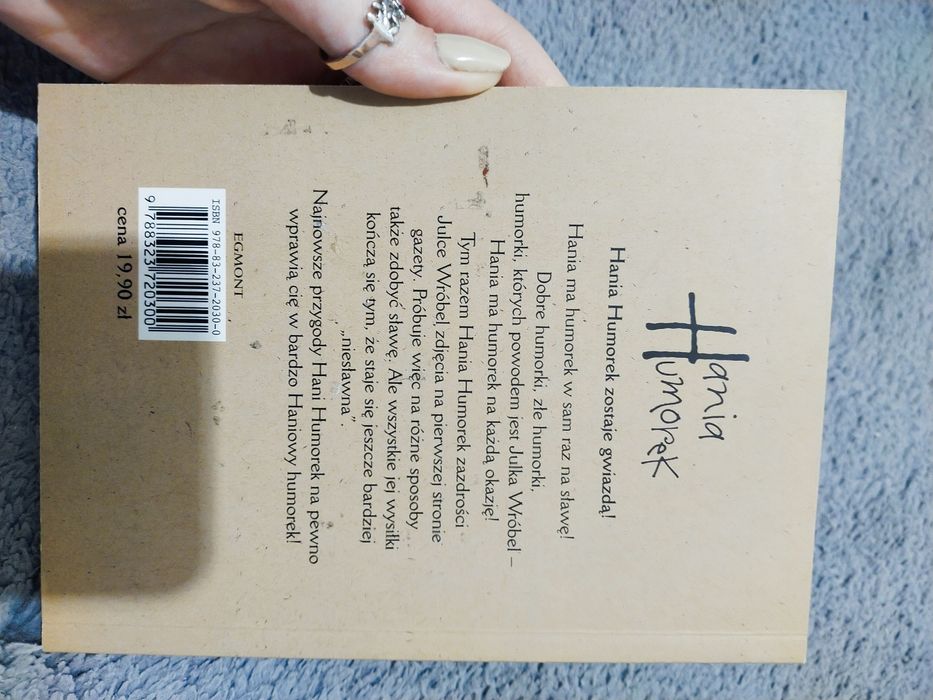 Hania
Humorek
Hania Humorek zostaje gwiazdą!
Hania ma humorek w sam raz na sławę!
Dobre humorki, złe humorki,
humorki, których powodem jest Julka Wróbel –
Hania ma humorek na każdą okazję!
Tym razem Hania Humorek zazdrości
Julce Wróbel zdjęcia na pierwszej stronie
gazety. Próbuje więc na różne sposoby
także zdobyć sławę. Ale wszystkie jej wysiłki
kończą się tym, że staje się jeszcze bardziej
„niesławna”.
Najnowsze przygody Hani Humorek na pewno
wprawią cię w bardzo Haniowy humorek!
EGMONT
ISBN 978-83-237-2030-0
9 788323 720300
cena 19,90 zł